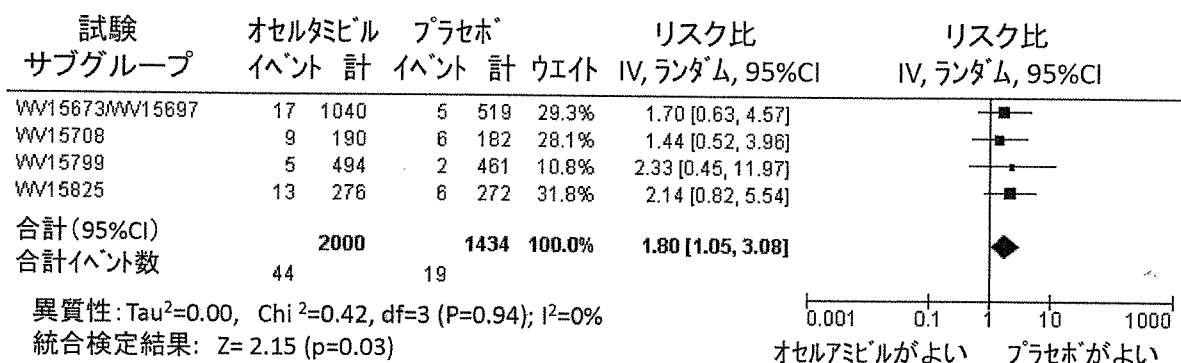 試験 オセルタミビル プラセボ リスク比 リスク比
サブグループ イベント 計 イベント 計 ウエイト IV, ランダム, 95%CI IV, ランダム, 95%CI
WV15673/WV15697 17 1040 5 519 29.3% 1.70 [0.63, 4.57]
WV15708 9 190 6 182 28.1% 1.44 [0.52, 3.96]
WV15799 5 494 2 461 10.8% 2.33 [0.45, 11.97]
WV15825 13 276 6 272 31.8% 2.14 [0.82, 5.54]
合計(95%CI) 2000 1434 100.0% 1.80 [1.05, 3.08]
合計イベント数 44 19
異質性:Tau²=0.00, Chi ²=0.42, df=3 (P=0.94); I²=0%
統合検定結果: Z= 2.15 (p=0.03)
0.001 0.1 1 10 1000
オセルアミビルがよい プラセボがよい